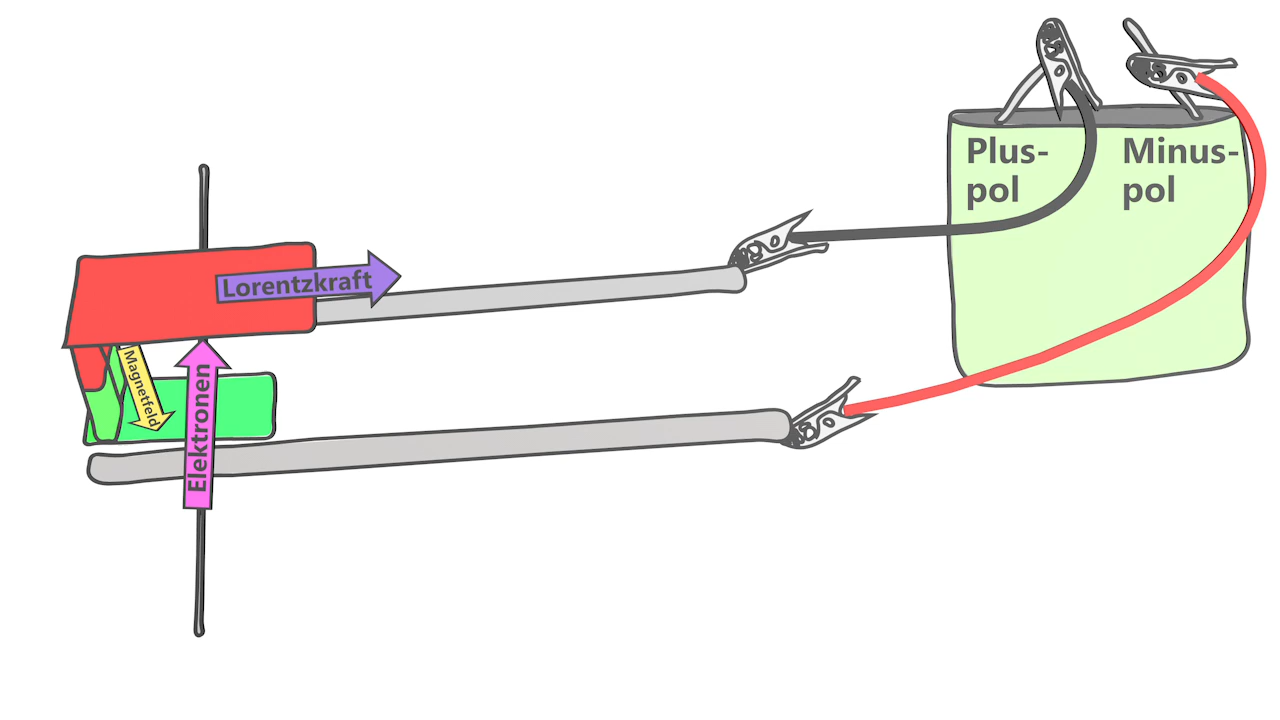 Plus-
pol
Minus-
pol
Lorentzkraft
Magnetfeld
Elektronen